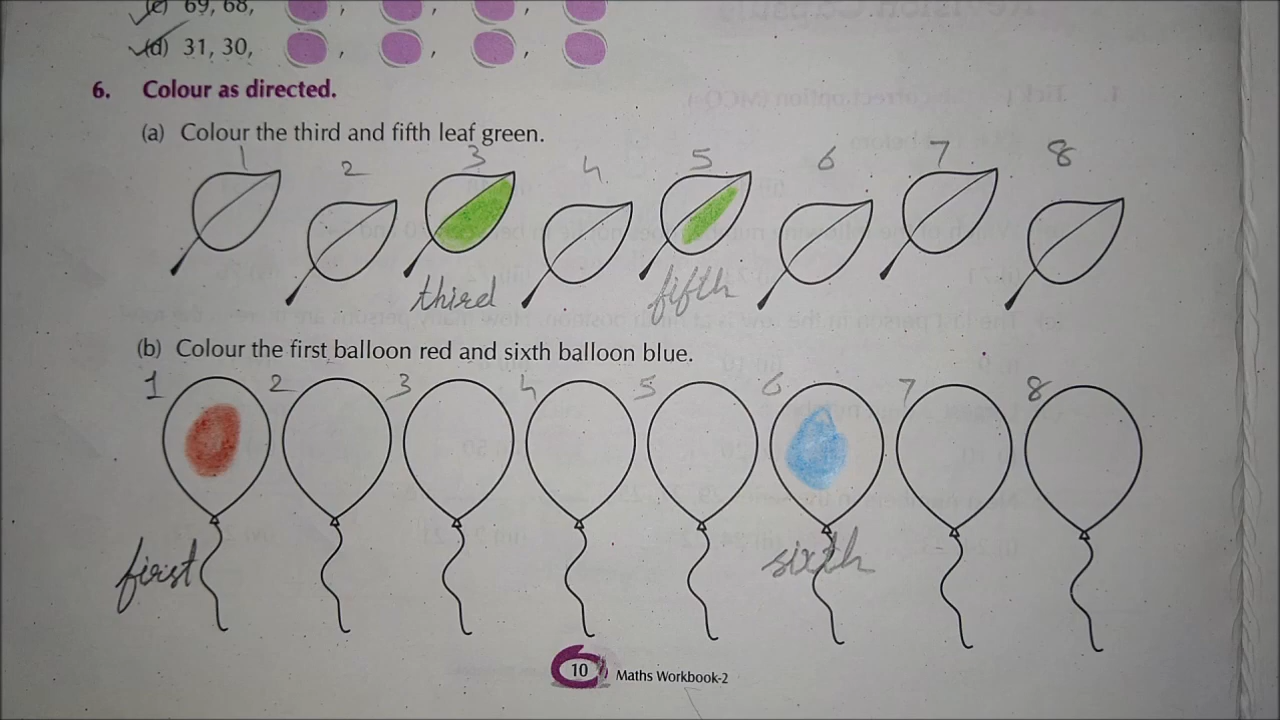 (c) 69, 68, , , ,
(d) 31, 30, , , ,
6. Colour as directed.
(a) Colour the third and fifth leaf green.
1 2 3 4 5 6 7 8
third fifth
(b) Colour the first balloon red and sixth balloon blue.
1 2 3 4 5 6 7 8
first sixth
10 Maths Workbook-2